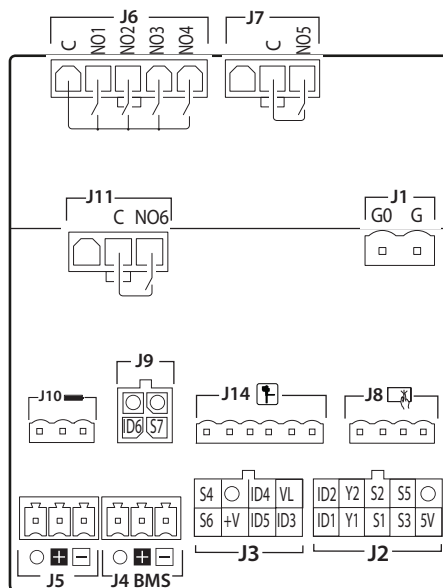 J6
J7
C NO1 NO2 NO3 NO4
C NO5
J11
J1
C NO6
G0 G
J9
J10
J14
J8
ID6 S7
S4 ID4 VL
ID2 Y2 S2 S5
S6 +V ID5 ID3
ID1 Y1 S1 S3 5V
J3
J2
J5
J4 BMS